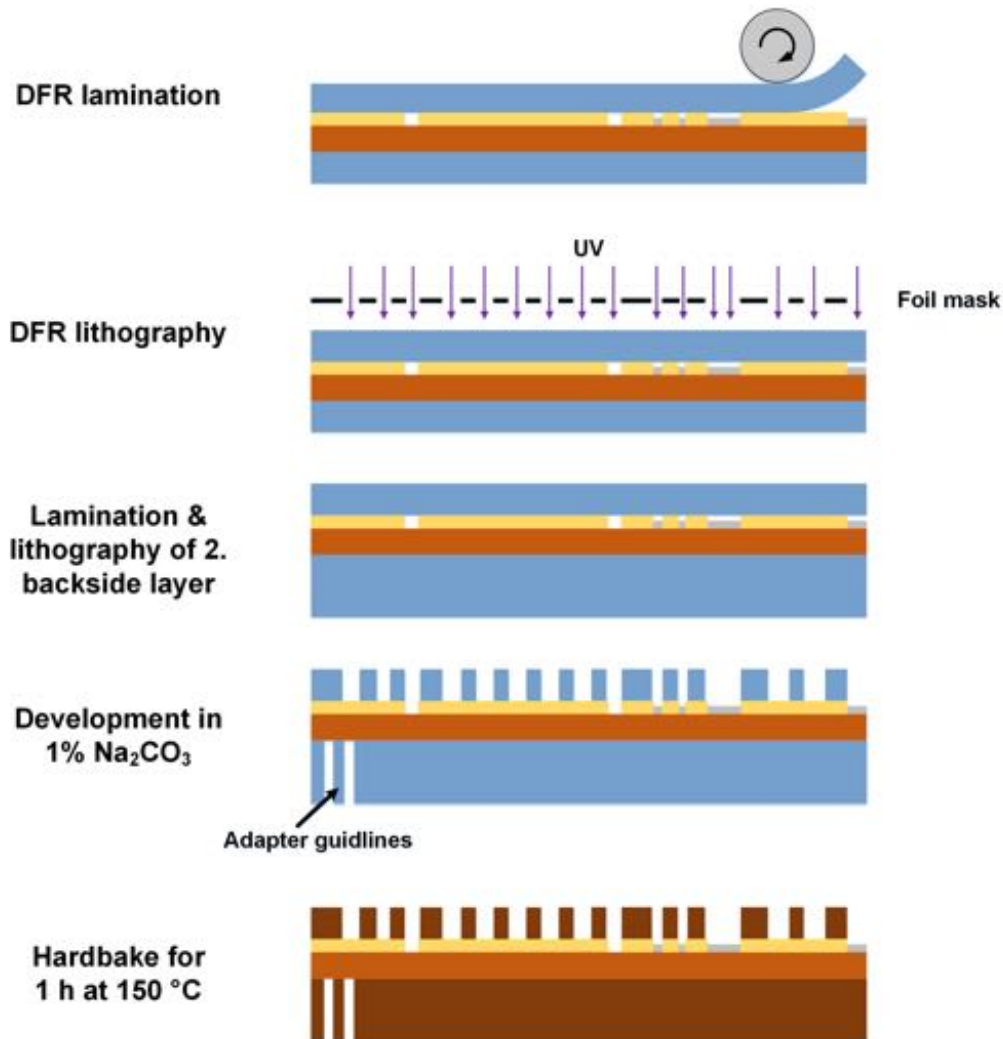 DFR lamination
UV
Foil mask
DFR lithography
Lamination &
lithography of 2.
backside layer
Development in
1% Na₂CO₃
Adapter guidlines
Hardbake for
1 h at 150 °C